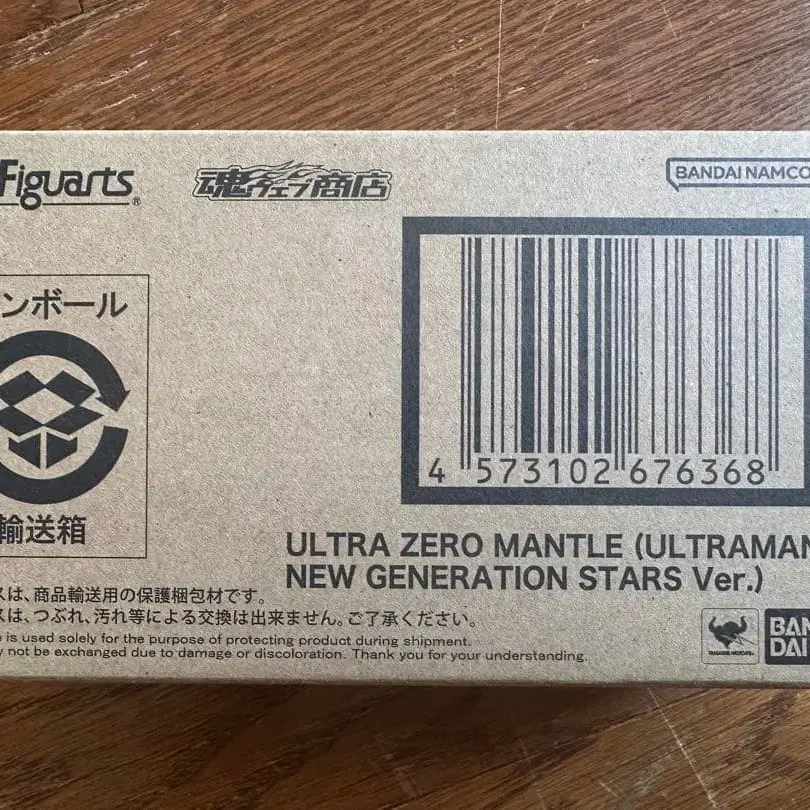 Figuarts®
魂ウェブ商店
BANDAI NAMCO
ンボール
輸送箱
4 573102 676368
ULTRA ZERO MANTLE (ULTRAMAN
NEW GENERATION STARS Ver.)
スは、商品輸送用の保護梱包材です。
スは、つぶれ、汚れ等による交換は出来ません。ご了承ください。
e is used solely for the purpose of protecting product during shipment.
y not be exchanged due to damage or discoloration. Thank you for your understanding.
BAN
DAI